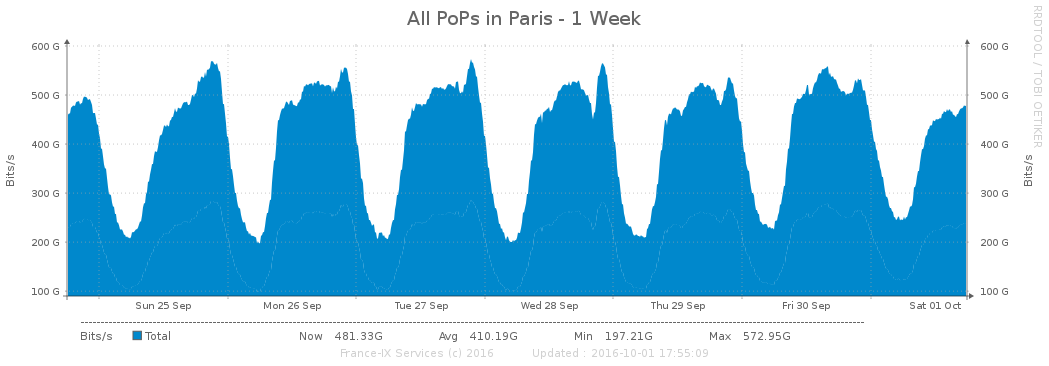 All PoPs in Paris - 1 Week
RRDTOOL / TOBI OETIKER
600 G 600 G
500 G 500 G
400 G 400 G
300 G 300 G
200 G 200 G
100 G 100 G
Bits/s
Bits/s
Sun 25 Sep Mon 26 Sep Tue 27 Sep Wed 28 Sep Thu 29 Sep Fri 30 Sep Sat 01 Oct
Bits/s Total Now 481.33G Avg 410.19G Min 197.21G Max 572.95G
France-IX Services (c) 2016 Updated : 2016-10-01 17:55:09